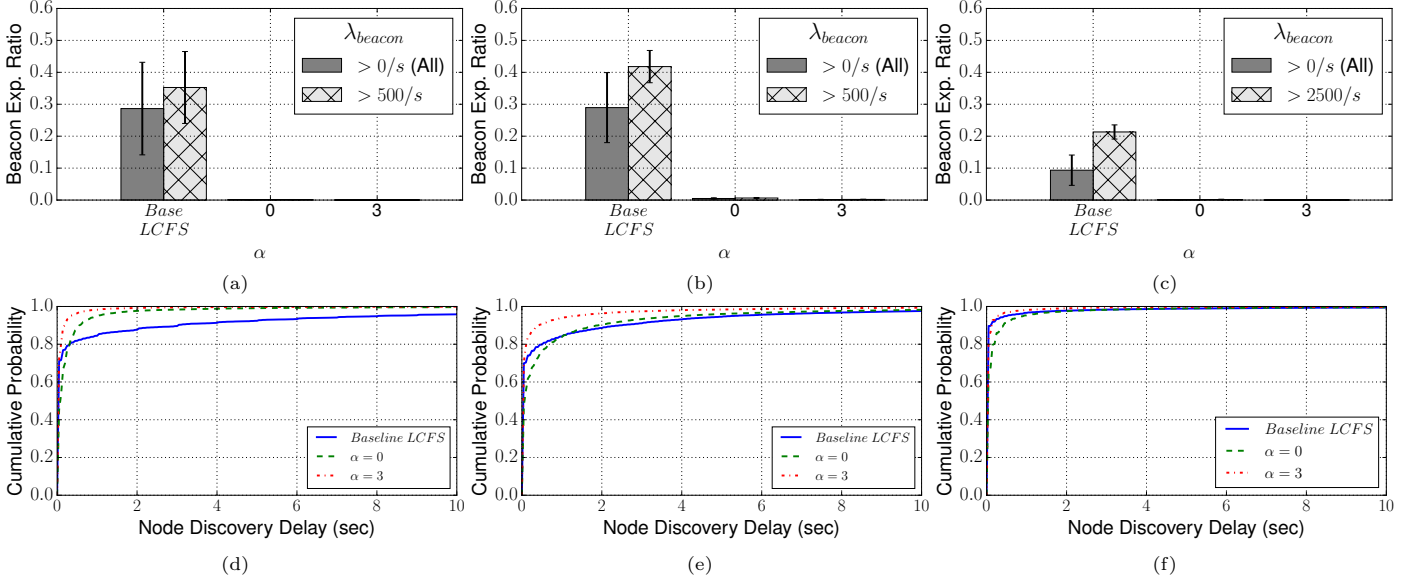 0.6
0.5
0.4
0.3
0.2
0.1
0.0
Beacon Exp. Ratio
λbeacon
> 0/s (All)
> 500/s
Base
LCFS
0
3
α
(a)
0.6
0.5
0.4
0.3
0.2
0.1
0.0
Beacon Exp. Ratio
λbeacon
> 0/s (All)
> 500/s
Base
LCFS
0
3
α
(b)
0.6
0.5
0.4
0.3
0.2
0.1
0.0
Beacon Exp. Ratio
λbeacon
> 0/s (All)
> 2500/s
Base
LCFS
0
3
α
(c)
1.0
0.8
0.6
0.4
0.2
0.0
Cumulative Probability
Baseline LCFS
α = 0
α = 3
0 2 4 6 8 10
Node Discovery Delay (sec)
(d)
1.0
0.8
0.6
0.4
0.2
0.0
Cumulative Probability
Baseline LCFS
α = 0
α = 3
0 2 4 6 8 10
Node Discovery Delay (sec)
(e)
1.0
0.8
0.6
0.4
0.2
0.0
Cumulative Probability
Baseline LCFS
α = 0
α = 3
0 2 4 6 8 10
Node Discovery Delay (sec)
(f)